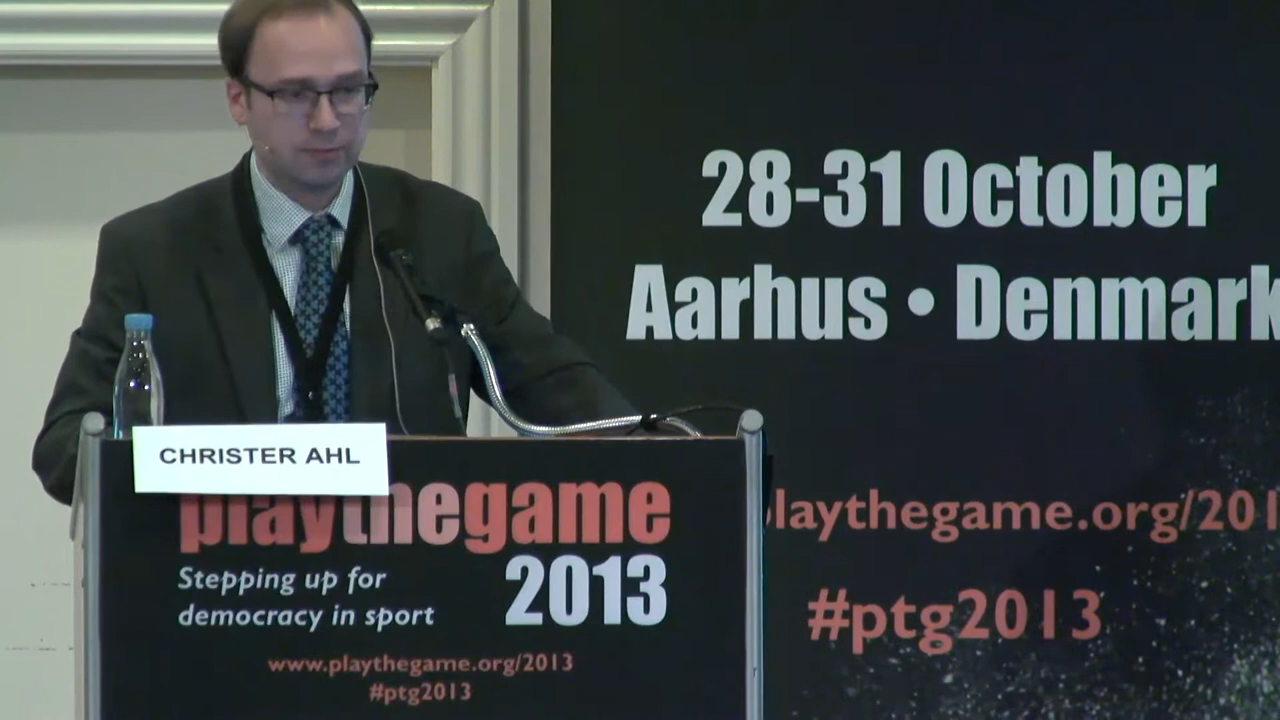 28-31 October
Aarhus • Denmark
playthegame.org/201
#ptg2013
CHRISTER AHL
playthegame
2013
Stepping up for
democracy in sport
www.playthegame.org/2013
#ptg2013